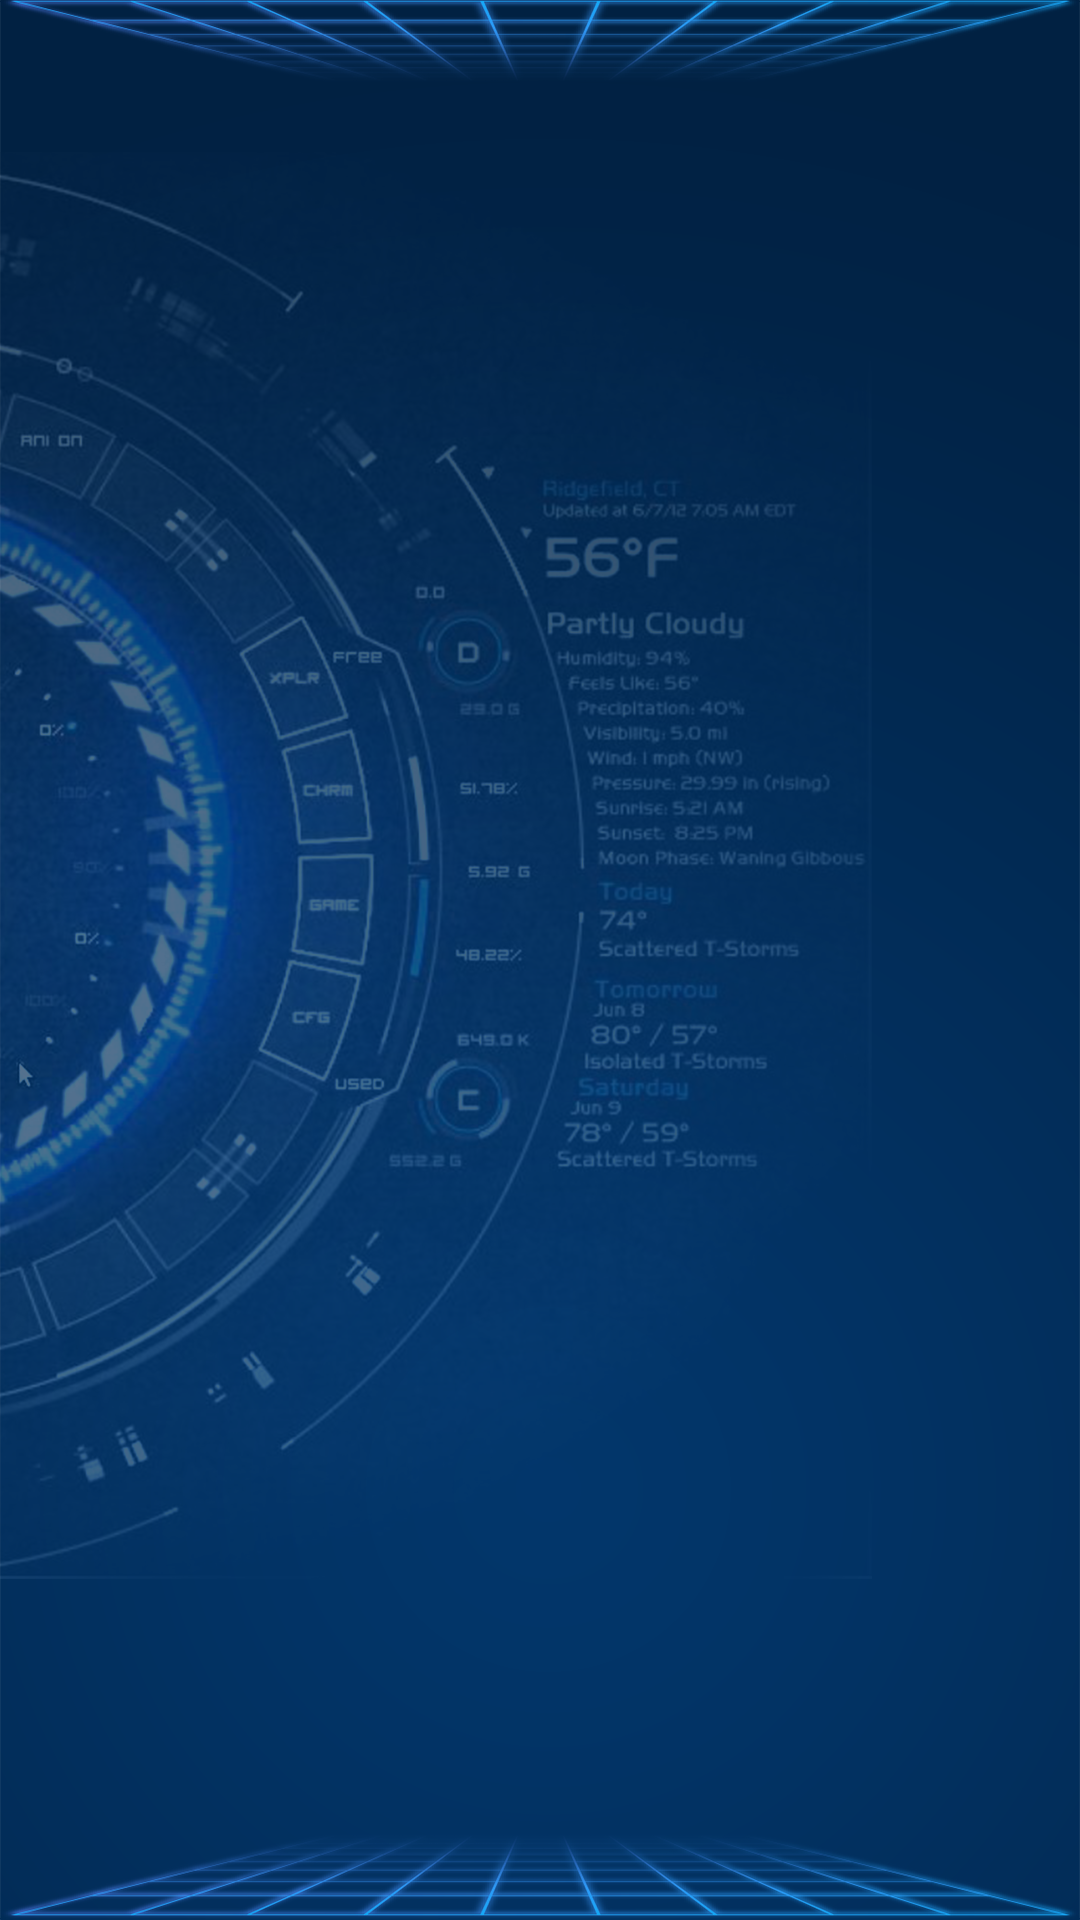 ANI ON
Ridgefield, CT
Updated at 6/7/12 7:05 AM EDT
56°F
0.0
Partly Cloudy
D
Free
Humidity: 94%
XPLR
Feels Like: 56°
29.0 G
Precipitation: 40%
0%
Visibility: 5.0 mi
Wind: 1 mph (NW)
Pressure: 29.99 in (rising)
CHRM
51.78%
100%
Sunrise: 5:21 AM
Sunset: 8:25 PM
Moon Phase: Waning Gibbous
90%
5.92 G
Today
GAME
74°
0%
48.22%
Scattered T-Storms
Tomorrow
100%
Jun 8
CFG
80° / 57°
649.0 K
Isolated T-Storms
USED
Saturday
C
Jun 9
78° / 59°
552.2 G
Scattered T-Storms